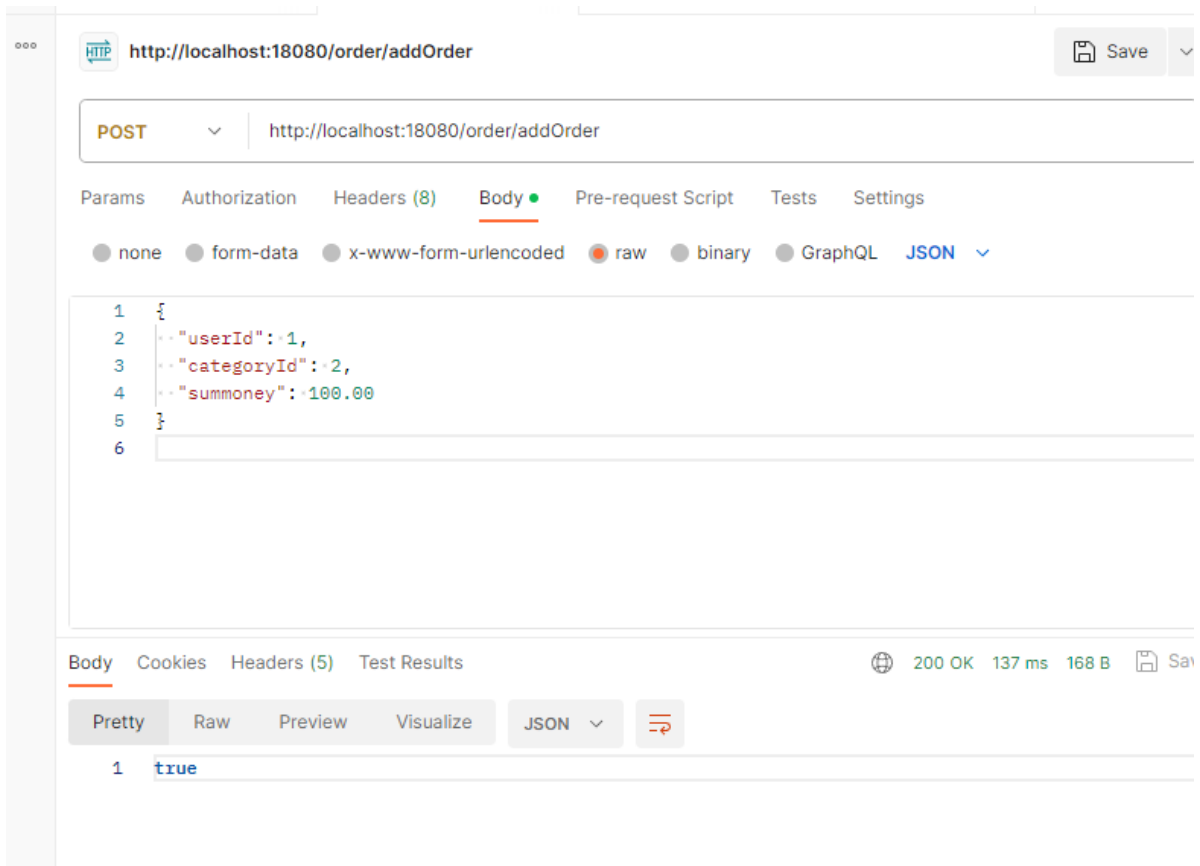 ooo
HTTP http://localhost:18080/order/addOrder Save
POST http://localhost:18080/order/addOrder
Params Authorization Headers (8) Body Pre-request Script Tests Settings
none form-data x-www-form-urlencoded raw binary GraphQL JSON
1 {
2 "userId": 1,
3 "categoryId": 2,
4 "summoney": 100.00
5 }
6
Body Cookies Headers (5) Test Results 200 OK 137 ms 168 B Sav
Pretty Raw Preview Visualize JSON
1 true